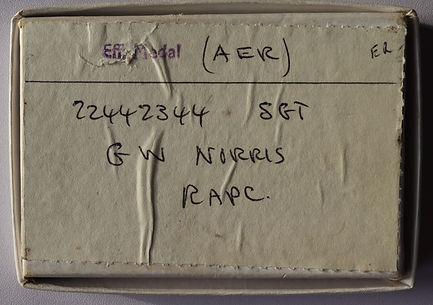 Eff. Medal (AER) ER
22442344 SGT
G W NORRIS
RAPC.